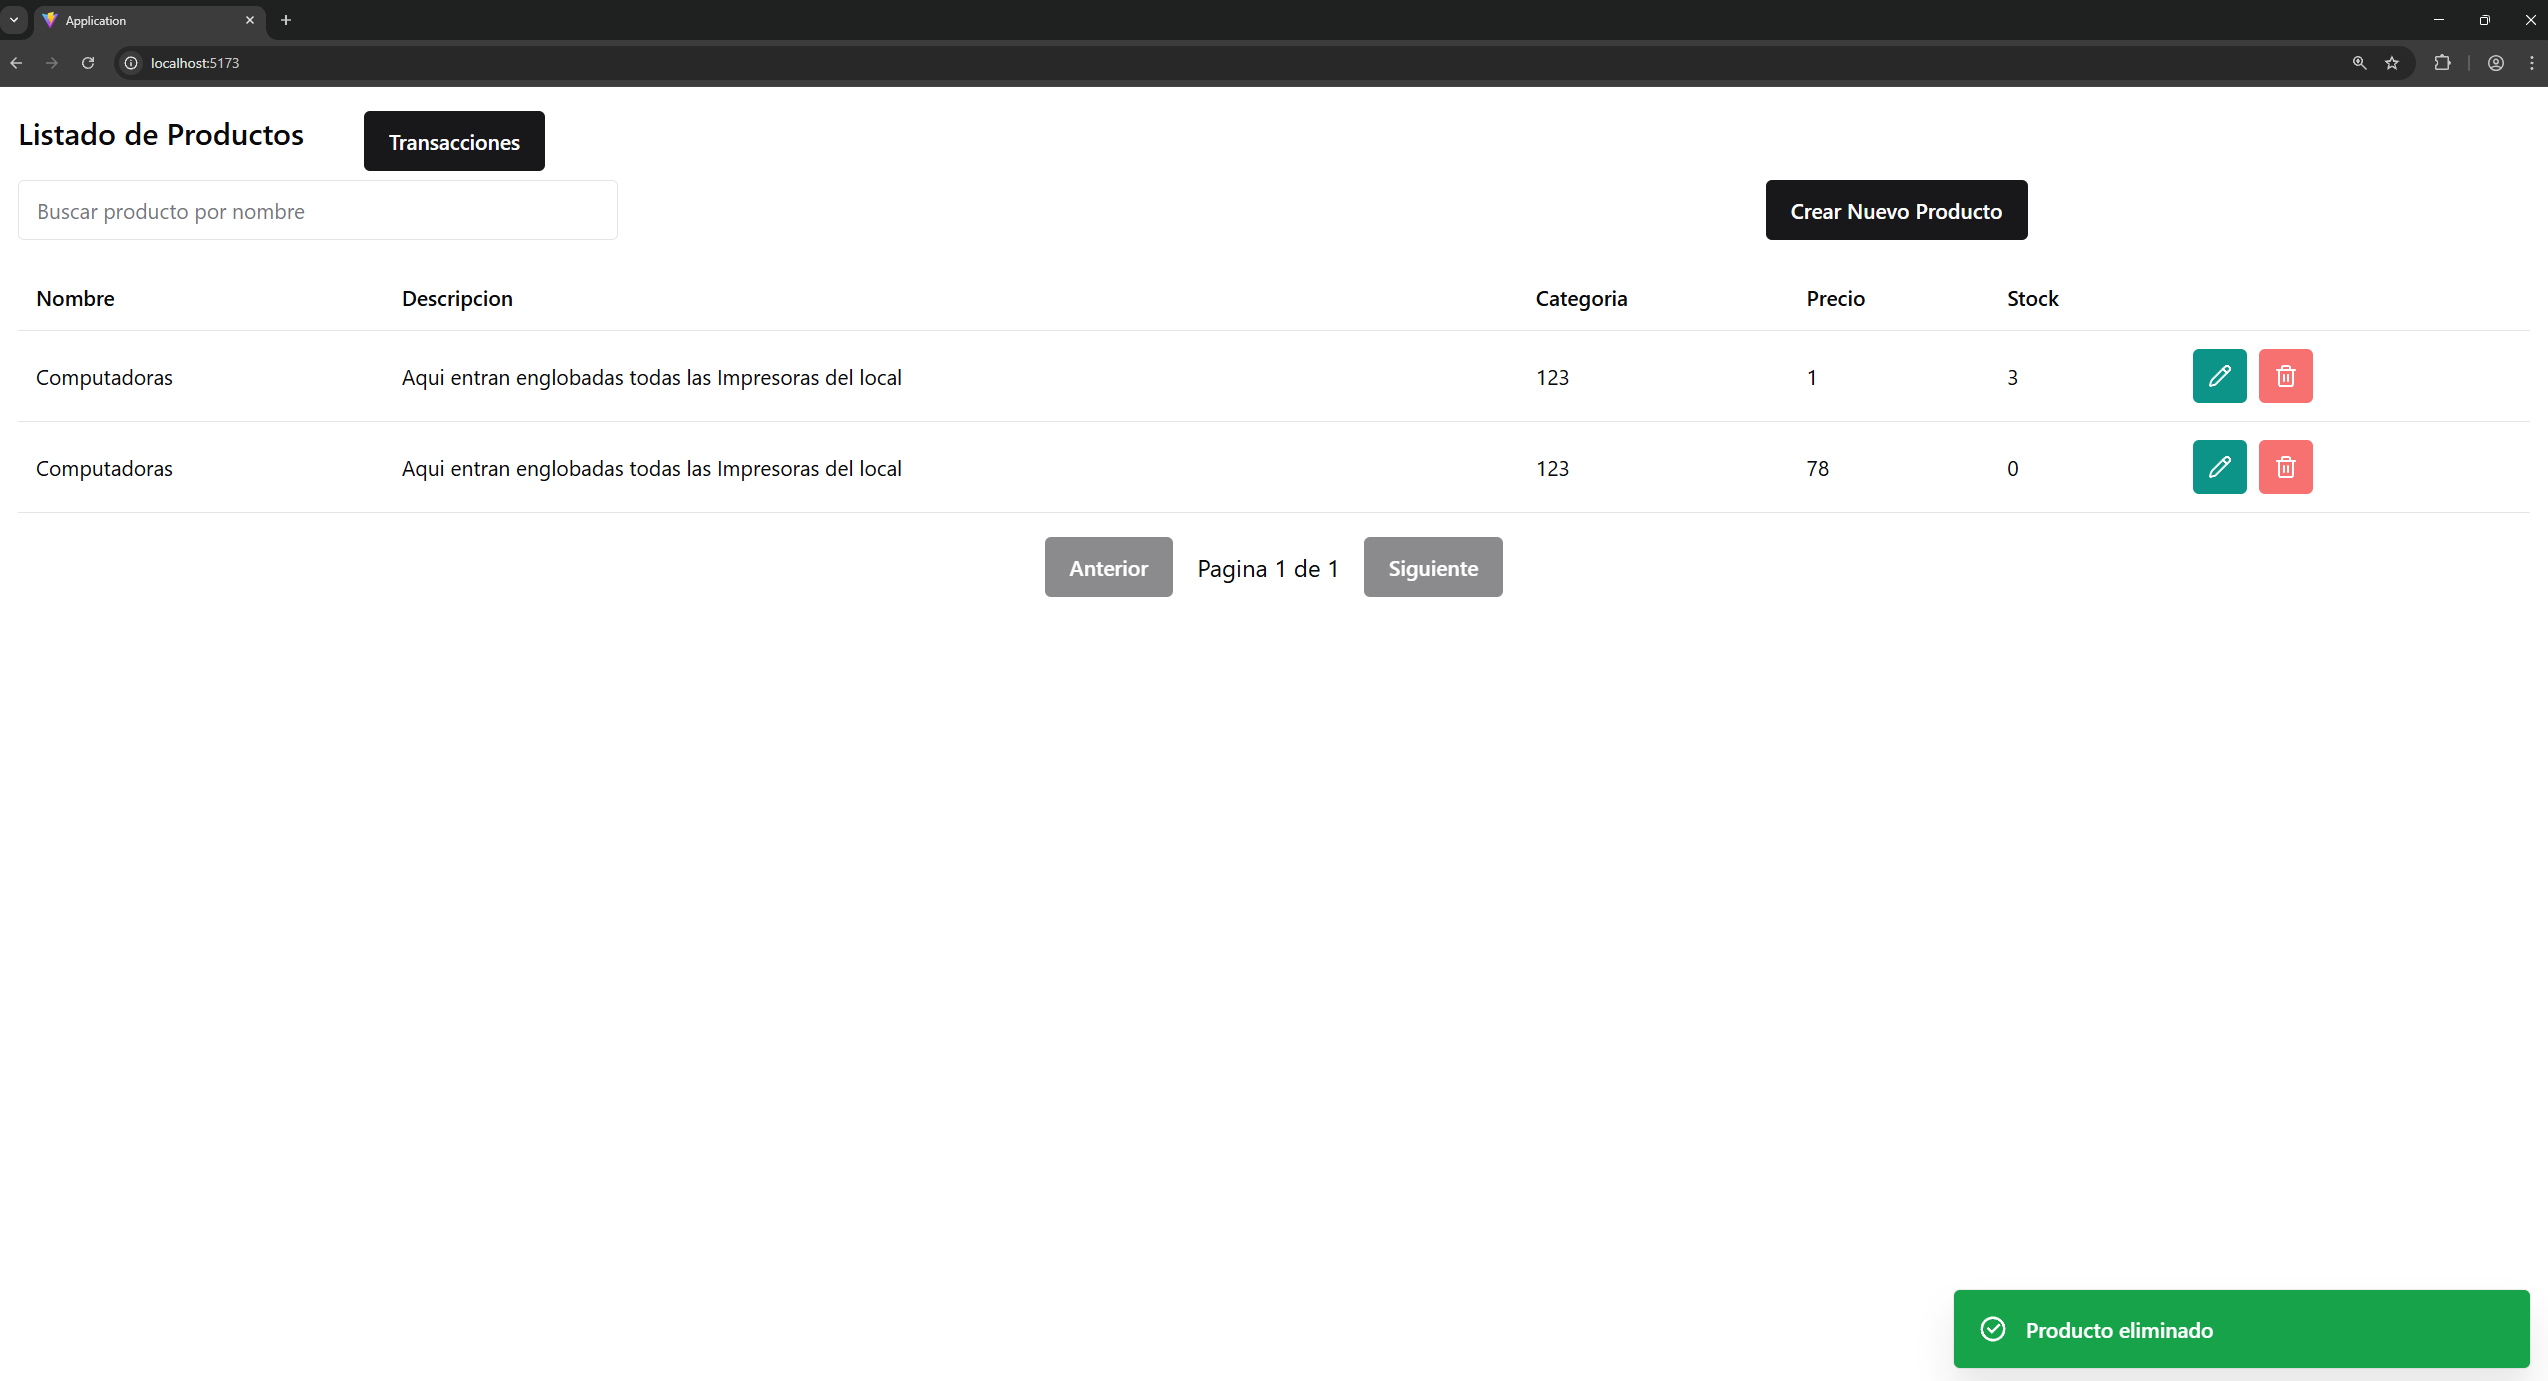 Application
localhost:5173
Listado de Productos Transacciones
Buscar producto por nombre Crear Nuevo Producto
Nombre Descripcion Categoria Precio Stock
Computadoras Aqui entran englobadas todas las Impresoras del local 123 1 3
Computadoras Aqui entran englobadas todas las Impresoras del local 123 78 0
Anterior Pagina 1 de 1 Siguiente
Producto eliminado